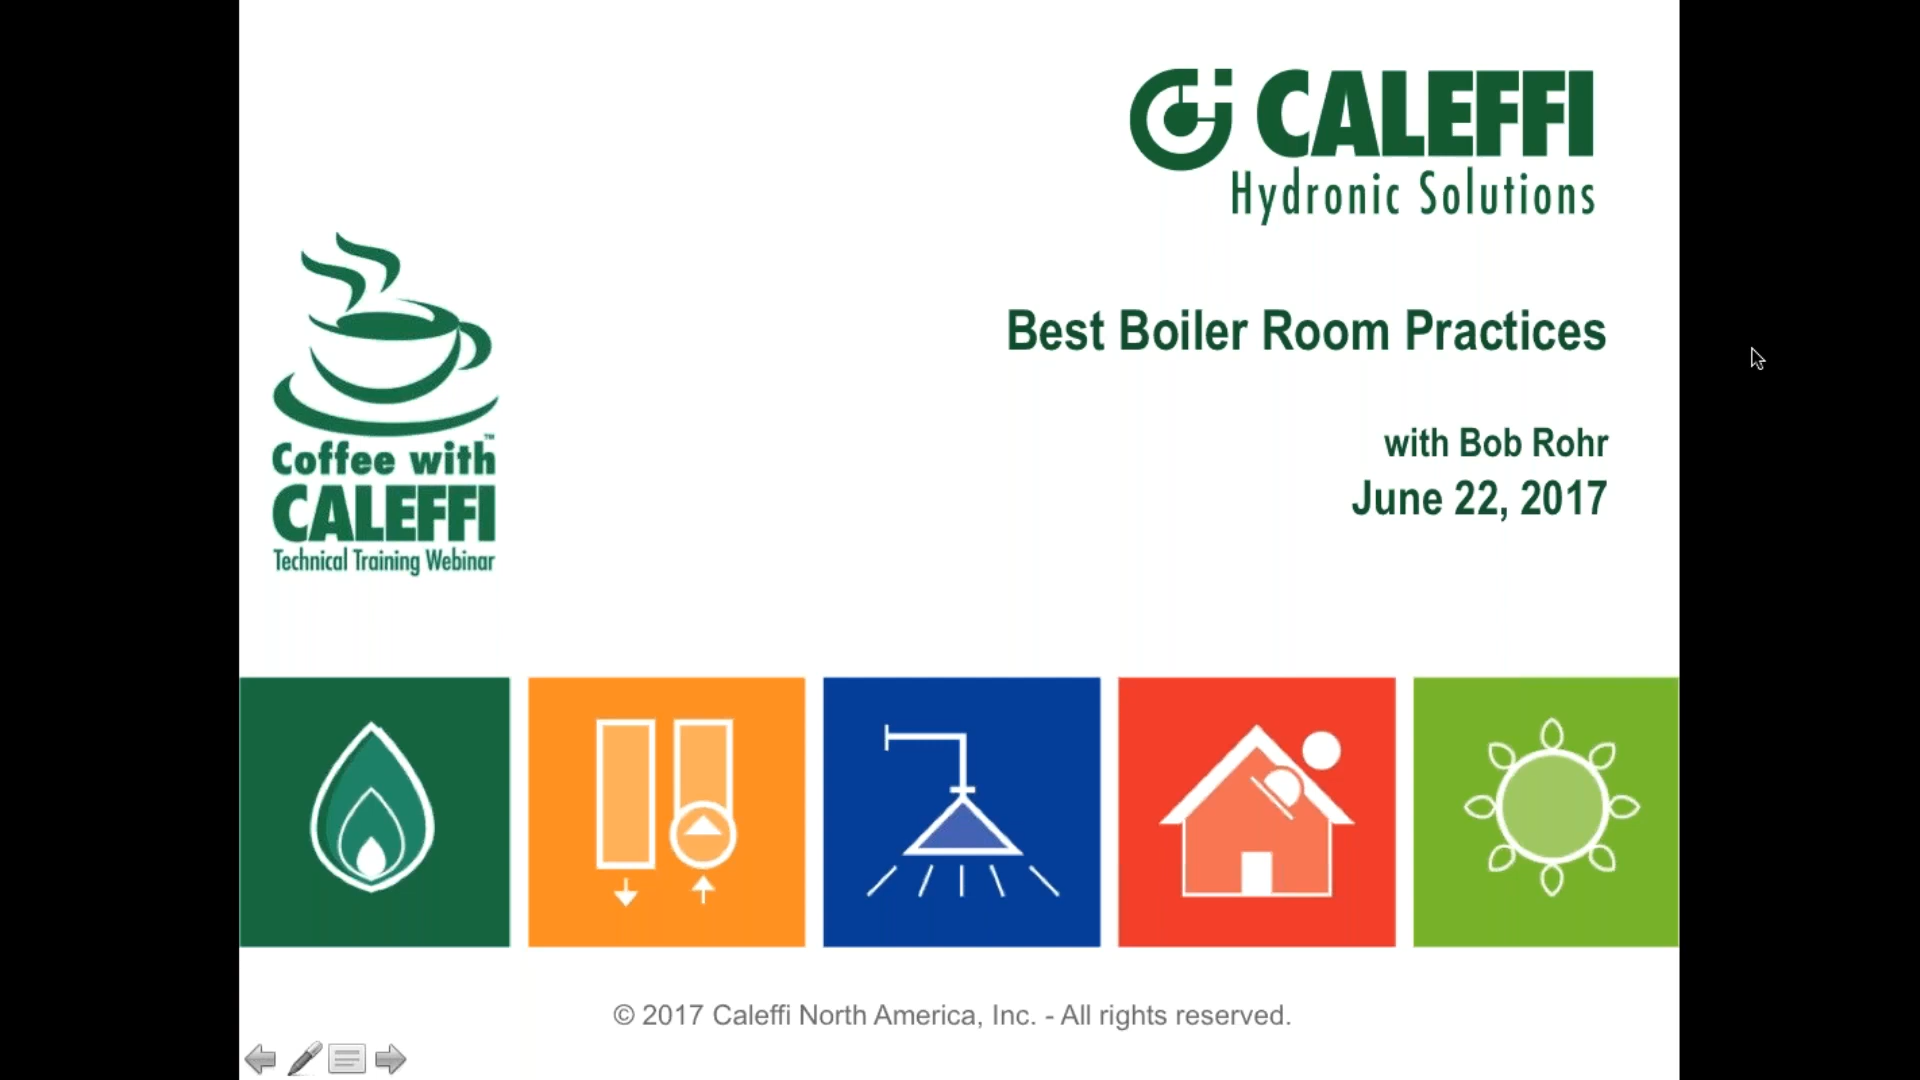 CALEFFI
Hydronic Solutions
Best Boiler Room Practices
with Bob Rohr
June 22, 2017
Coffee with™
CALEFFI
Technical Training Webinar
© 2017 Caleffi North America, Inc. - All rights reserved.